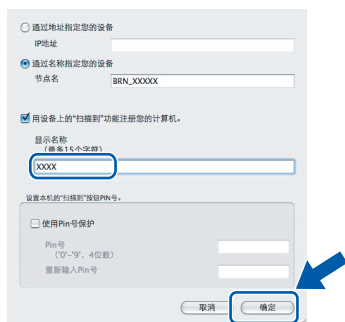 通过地址指定您的设备
IP地址
通过名称指定您的设备
节点名 BRN_XXXXX
用设备上的"扫描到"功能注册您的计算机。
显示名称
（最多15个字符）
XXXX
设置本机的"扫描到"按钮PIN号。
使用Pin号保护
Pin号
（'0'-'9'，4位数）
重新输入Pin号
取消 确定